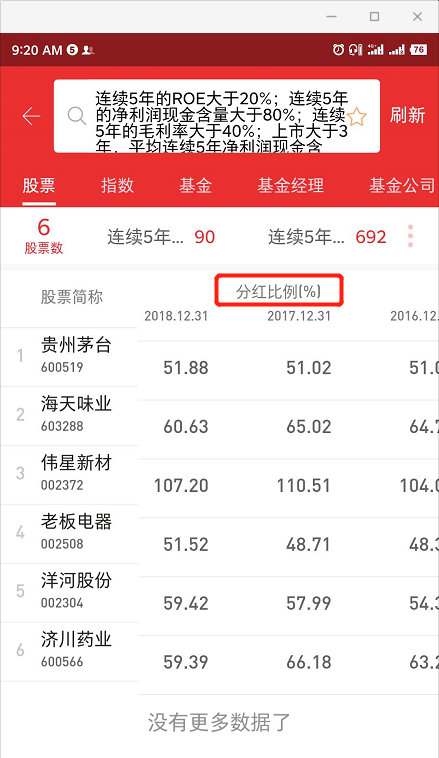 9:20 AM
76
连续5年的ROE大于20%；连续5年
的净利润现金含量大于80%；连续
5年的毛利率大于40%；上市大于3
年，平均连续5年净利润现金含
刷新
股票 指数 基金 基金经理 基金公司
6 连续5年... 90 连续5年... 692
股票数
股票简称 分红比例(%)
2018.12.31 2017.12.31 2016.12.
1 贵州茅台
600519 51.88 51.02 51.0
2 海天味业
603288 60.63 65.02 64.
3 伟星新材
002372 107.20 110.51 104.0
4 老板电器
002508 51.52 48.71 48.
5 洋河股份
002304 59.42 57.99 54.
6 济川药业
600566 59.39 66.18 63.
没有更多数据了